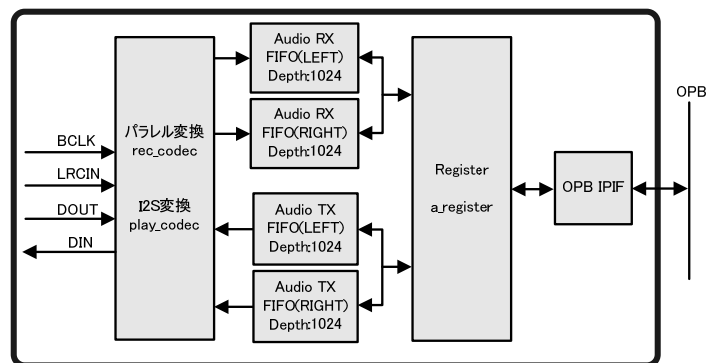 BCLK
LRCIN
DOUT
DIN
パラレル変換
rec_codec
I2S変換
play_codec
Audio RX
FIFO(LEFT)
Depth:1024
Audio RX
FIFO(RIGHT)
Depth:1024
Audio TX
FIFO(LEFT)
Depth:1024
Audio TX
FIFO(RIGHT)
Depth:1024
Register
a_register
OPB IPIF
OPB